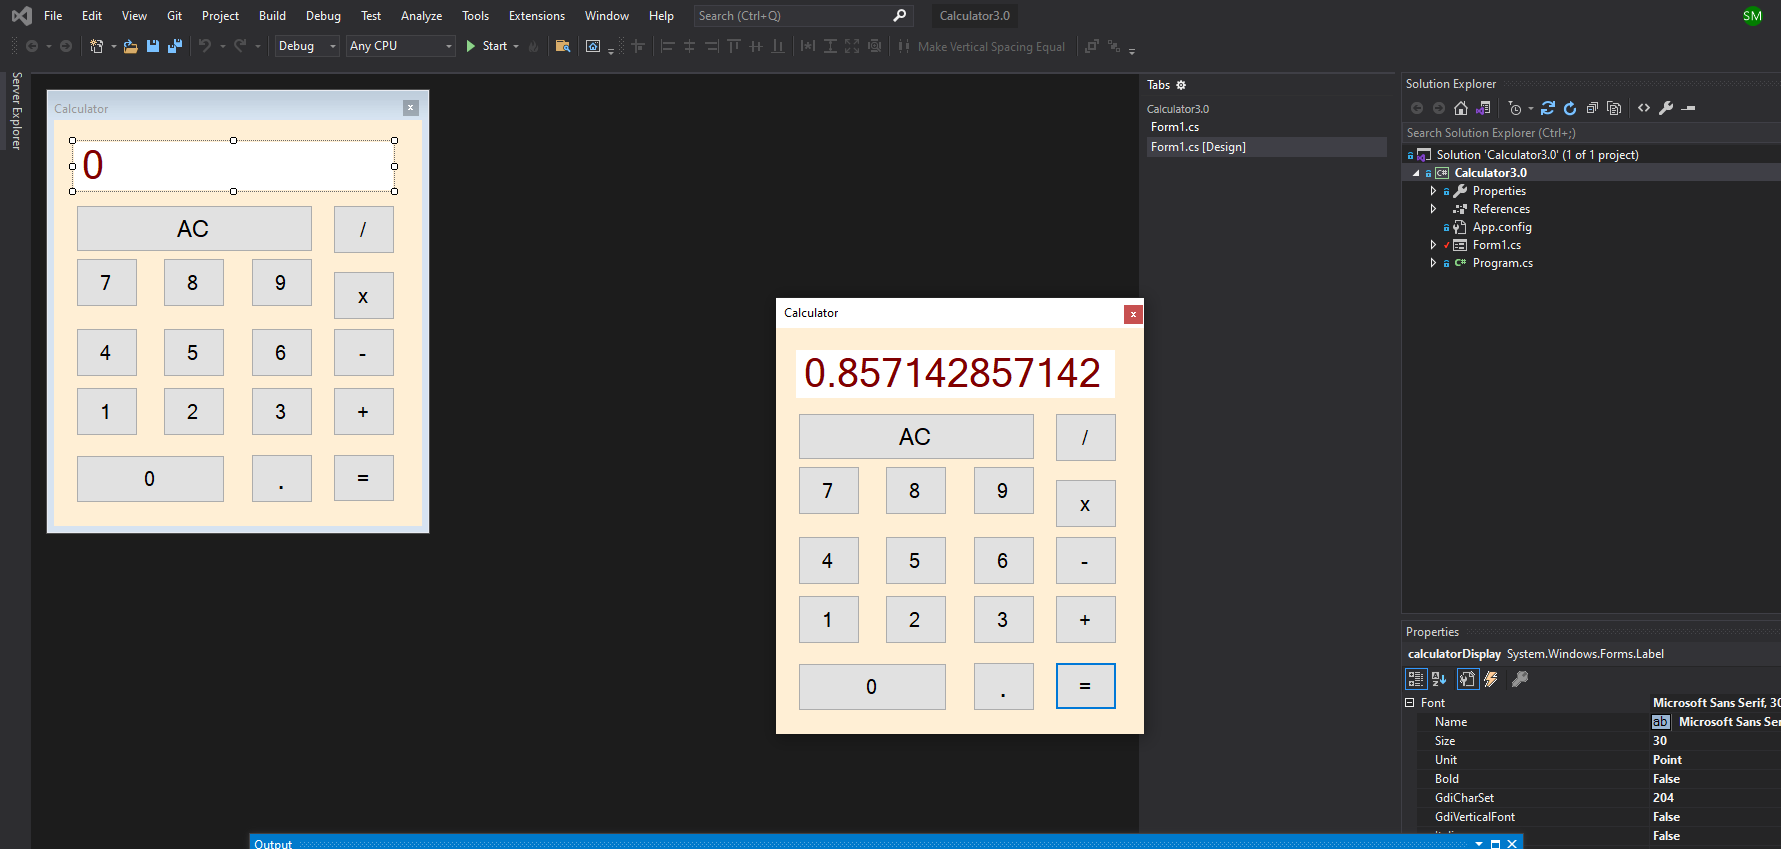 File Edit View Git Project Build Debug Test Analyze Tools Extensions Window Help Search (Ctrl+Q) Calculator3.0 SM
Debug Any CPU Start Make Vertical Spacing Equal
Server Explorer
Calculator
0
AC /
7 8 9 x
4 5 6 -
1 2 3 +
0 . =
Calculator
0.857142857142
AC /
7 8 9 x
4 5 6 -
1 2 3 +
0 . =
Tabs
Calculator3.0
Form1.cs
Form1.cs [Design]
Solution Explorer
Search Solution Explorer (Ctrl+;)
Solution 'Calculator3.0' (1 of 1 project)
C# Calculator3.0
Properties
References
App.config
Form1.cs
C# Program.cs
Properties
calculatorDisplay System.Windows.Forms.Label
Font Microsoft Sans Serif, 30
Name ab Microsoft Sans Ser
Size 30
Unit Point
Bold False
GdiCharSet 204
GdiVerticalFont False
False
Output